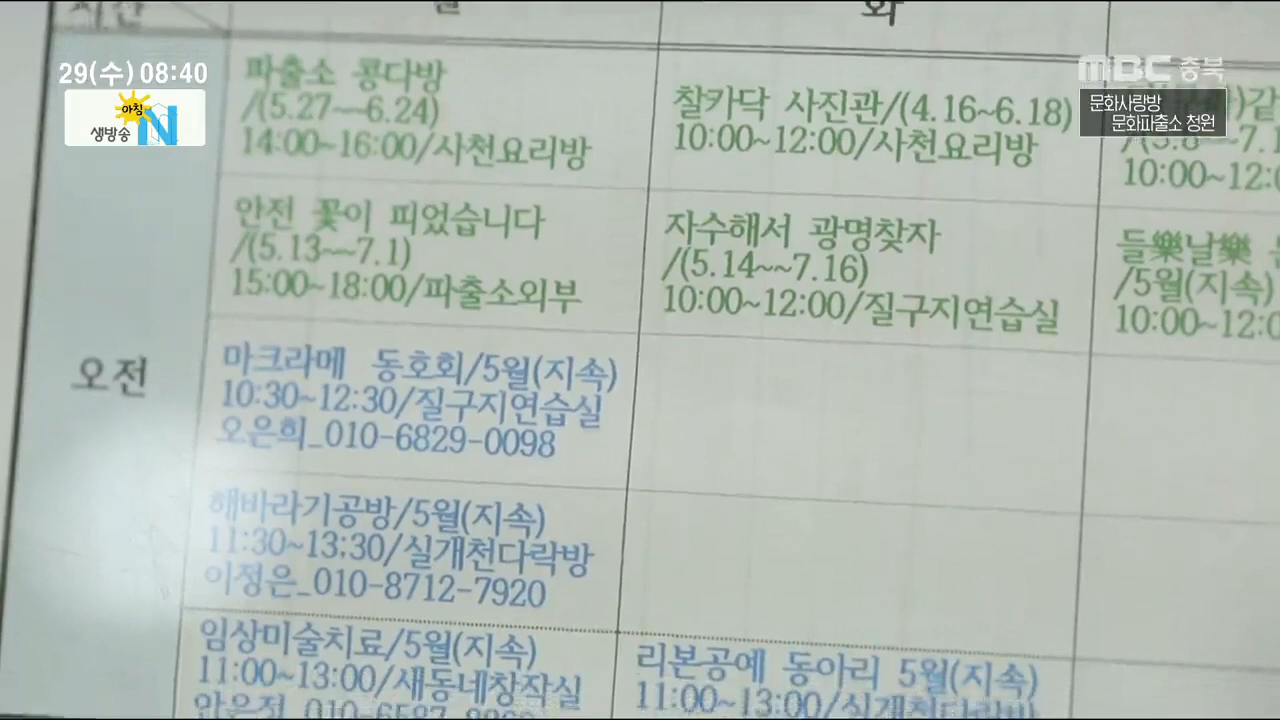 29(수) 08:40
아침
생방송 N
MBC 충북
문화사랑방
문화파출소 청원
시간
월
화
파출소 콩다방
/(5.27~~6.24)
14:00~16:00/사천요리방
찰카닥 사진관/(4.16~6.18)
10:00~12:00/사천요리방
10:00~12:0
안전 꽃이 피었습니다
/(5.13~~7.1)
15:00~18:00/파출소외부
자수해서 광명찾자
/(5.14~~7.16)
10:00~12:00/질구지연습실
들樂날樂
/5월(지속)
10:00~12:0
오전
마크라메 동호회/5월(지속)
10:30~12:30/질구지연습실
오은희_010-6829-0098
해바라기공방/5월(지속)
11:30~13:30/실개천다락방
이정은_010-8712-7920
임상미술치료/5월(지속)
11:00~13:00/새동네창작실
리본공예 동아리 5월(지속)
11:00~13:00/실개천다락방